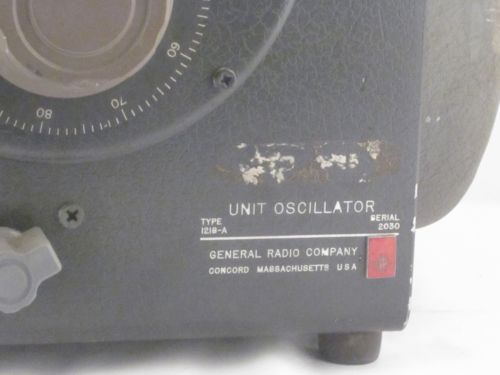 60
70
80
UNIT OSCILLATOR
TYPE SERIAL
1218-A 2030
GENERAL RADIO COMPANY
CONCORD MASSACHUSETTS USA